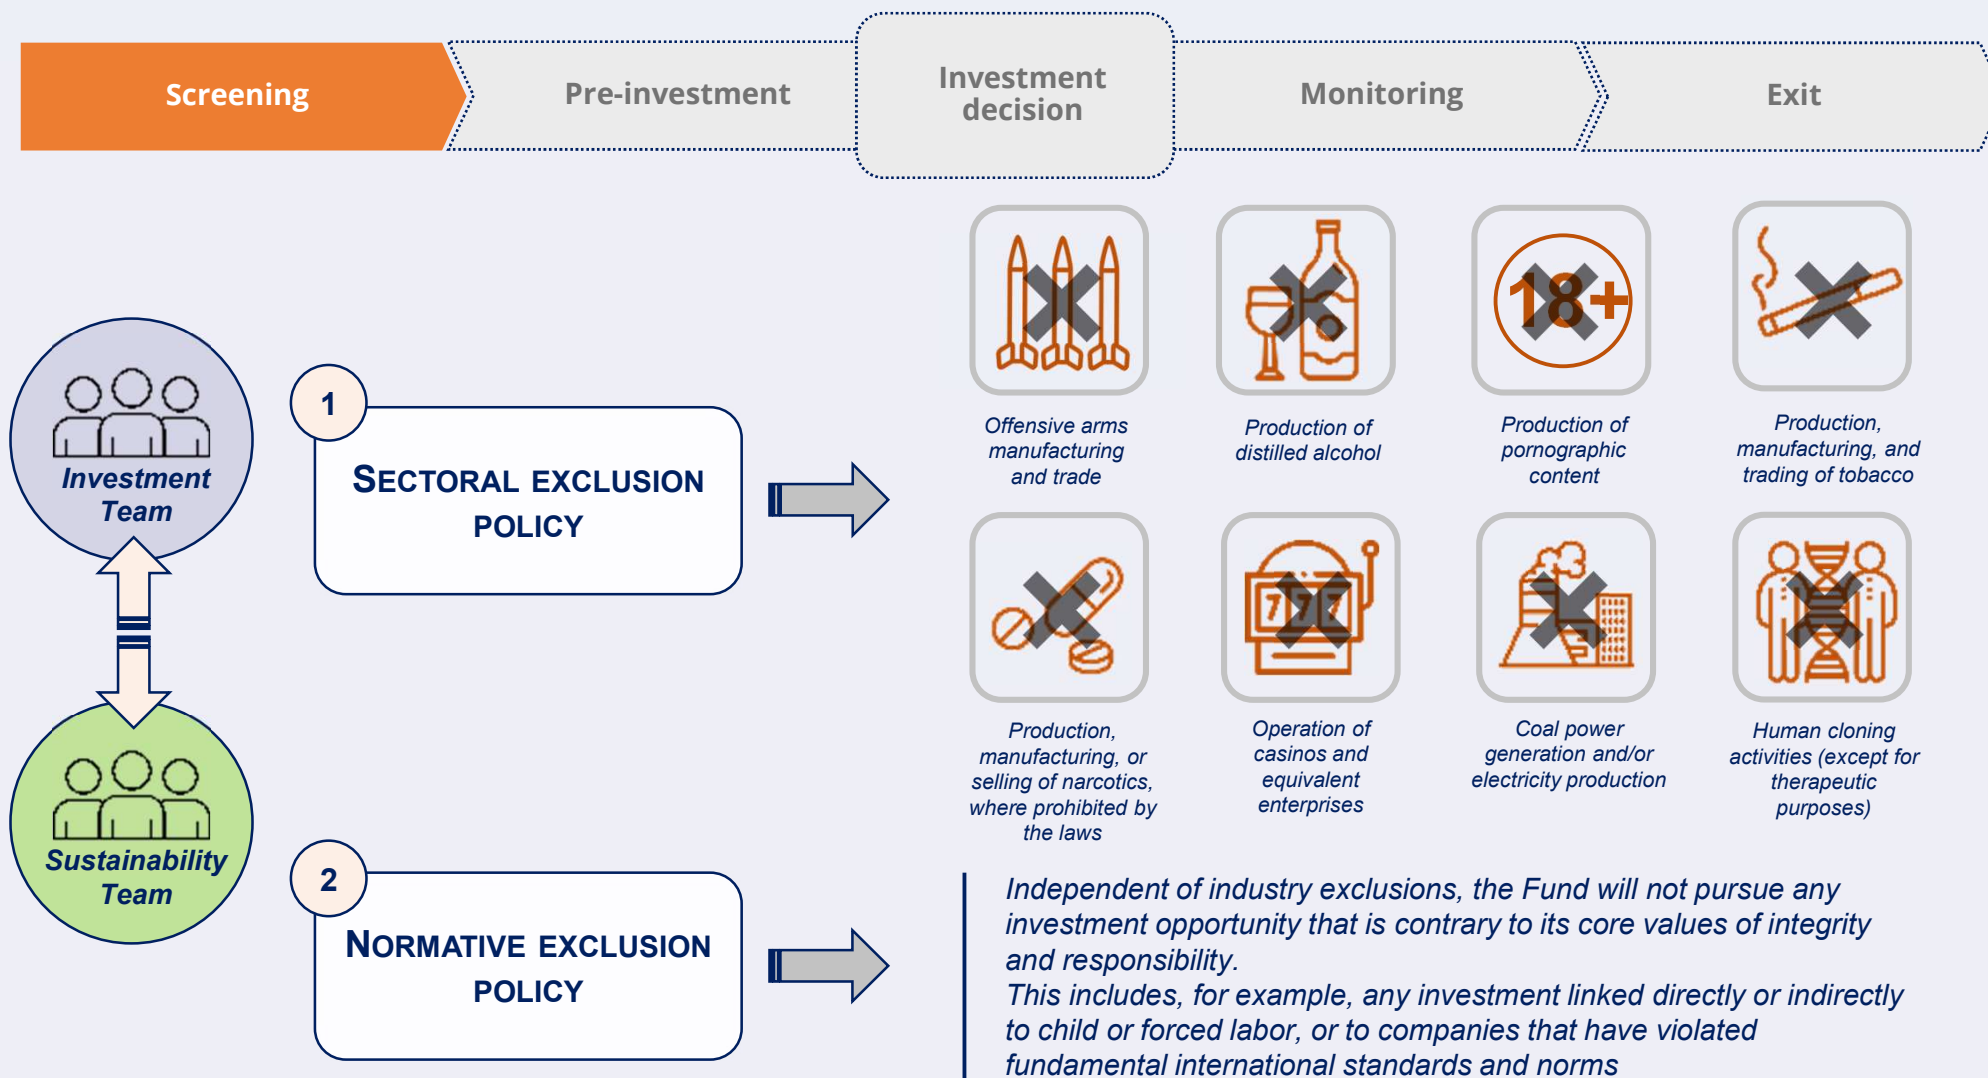 Screening
Pre-investment
Investment
decision
Monitoring
Exit
18+
Offensive arms
manufacturing
and trade
Production of
distilled alcohol
Production of
pornographic
content
Production,
manufacturing, and
trading of tobacco
Investment
Team
1
SECTORAL EXCLUSION
POLICY
777
Production,
manufacturing, or
selling of narcotics,
where prohibited by
the laws
Operation of
casinos and
equivalent
enterprises
Coal power
generation and/or
electricity production
Human cloning
activities (except for
therapeutic
purposes)
Sustainability
Team
2
NORMATIVE EXCLUSION
POLICY
Independent of industry exclusions, the Fund will not pursue any
investment opportunity that is contrary to its core values of integrity
and responsibility.
This includes, for example, any investment linked directly or indirectly
to child or forced labor, or to companies that have violated
fundamental international standards and norms